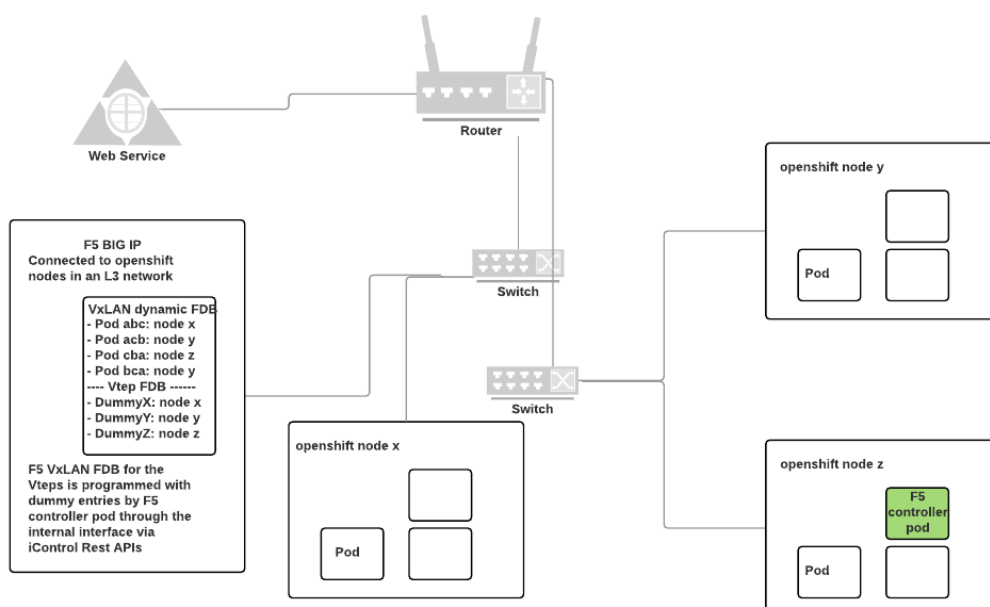 Router
Web Service
openshift node y
Pod
F5 BIG IP
Connected to openshift
nodes in an L3 network
VxLAN dynamic FDB
- Pod abc: node x
- Pod acb: node y
- Pod cba: node z
- Pod bca: node y
---- Vtep FDB ------
- DummyX: node x
- DummyY: node y
- DummyZ: node z
F5 VxLAN FDB for the
Vteps is programmed with
dummy entries by F5
controller pod through the
internal interface via
iControl Rest APIs
Switch
Switch
openshift node x
Pod
openshift node z
F5
controller
pod
Pod